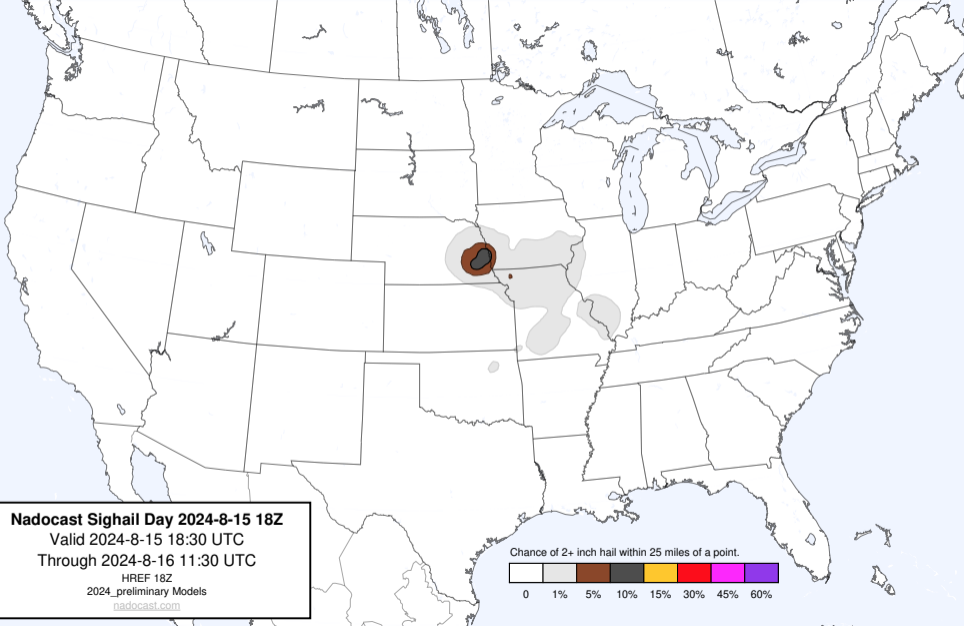 Nadocast Sighail Day 2024-8-15 18Z
Valid 2024-8-15 18:30 UTC
Through 2024-8-16 11:30 UTC
HREF 18Z
2024_preliminary Models
nadocast.com
Chance of 2+ inch hail within 25 miles of a point.
0 1% 5% 10% 15% 30% 45% 60%